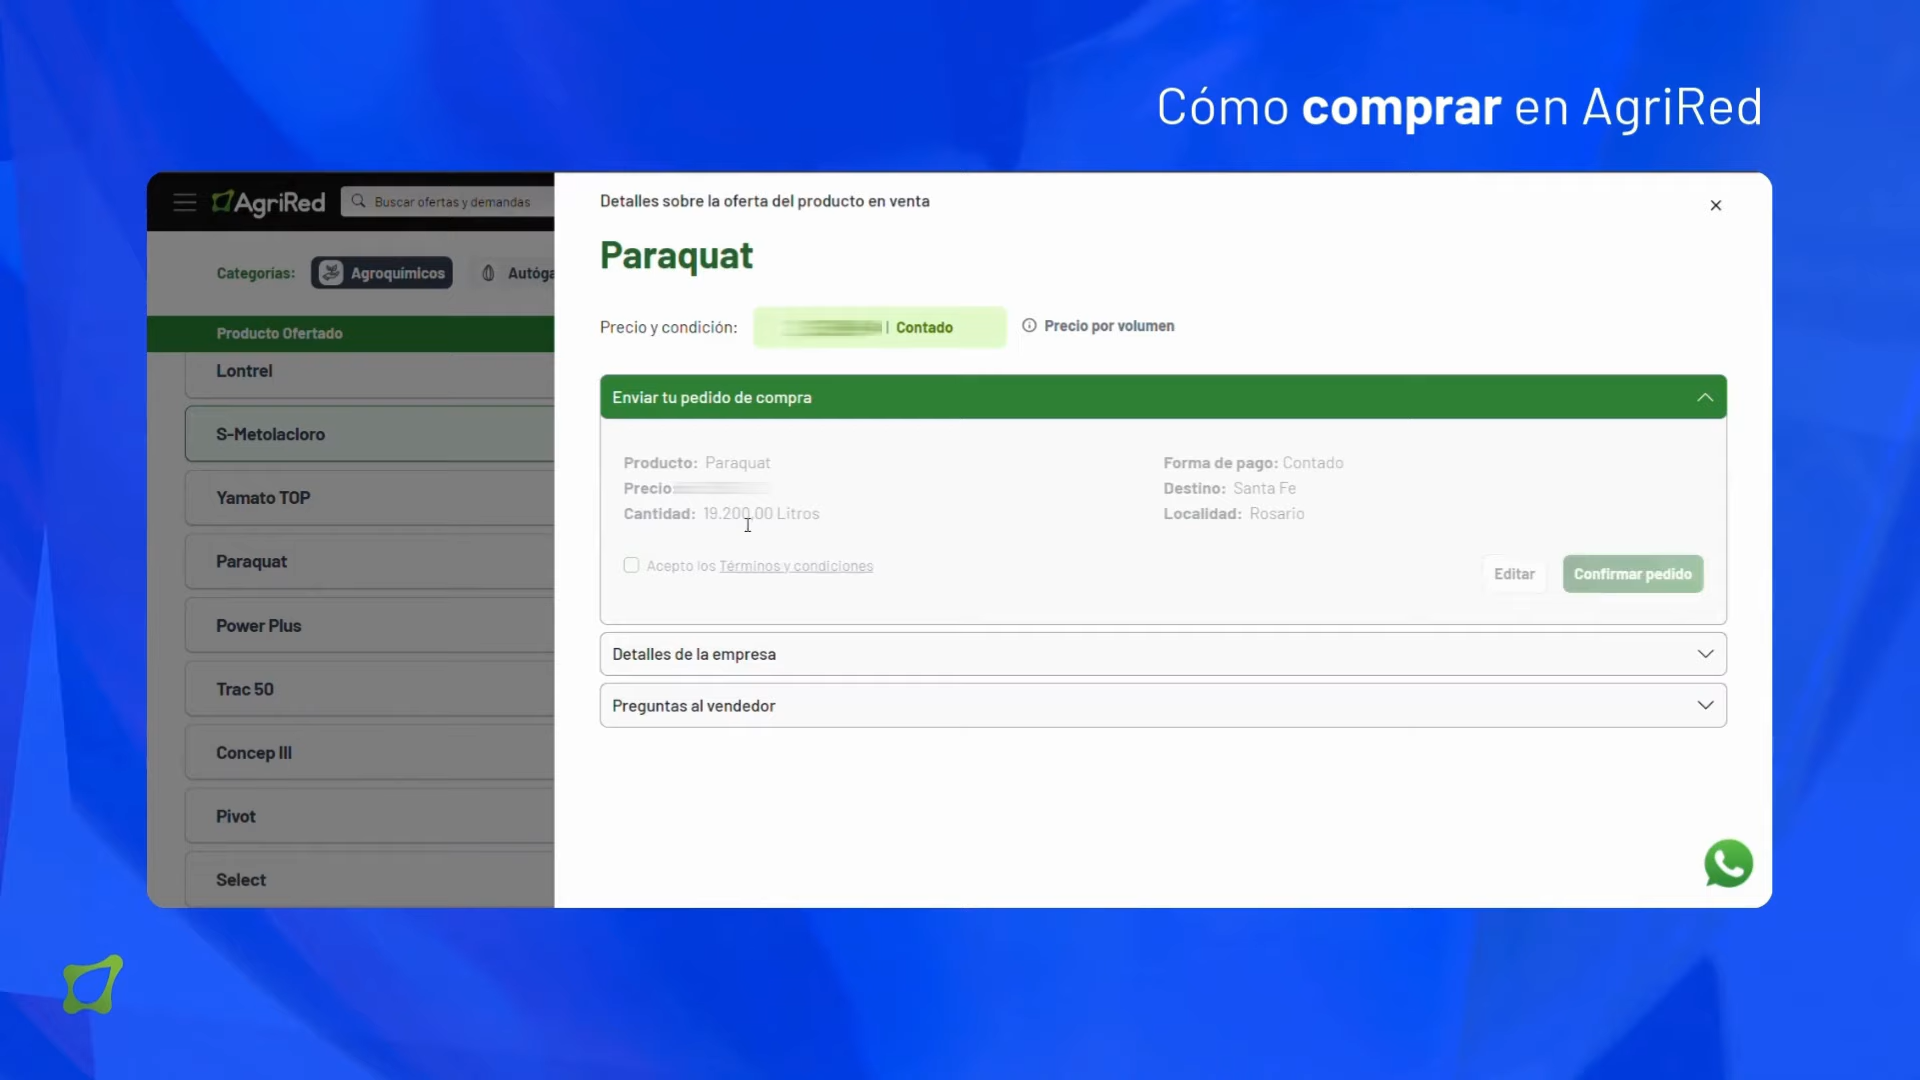 Cómo comprar en AgriRed
AgriRed
Buscar ofertas y demandas
Categorías:
Agroquímicos
Autóga
Producto Ofertado
Lontrel
S-Metolacloro
Yamato TOP
Paraquat
Power Plus
Trac 50
Concep III
Pivot
Select
Detalles sobre la oferta del producto en venta
Paraquat
Precio y condición:
| Contado
Precio por volumen
Enviar tu pedido de compra
Producto: Paraquat
Precio
Cantidad: 19.200,00 Litros
Forma de pago: Contado
Destino: Santa Fe
Localidad: Rosario
Acepto los Términos y condiciones
Editar
Confirmar pedido
Detalles de la empresa
Preguntas al vendedor